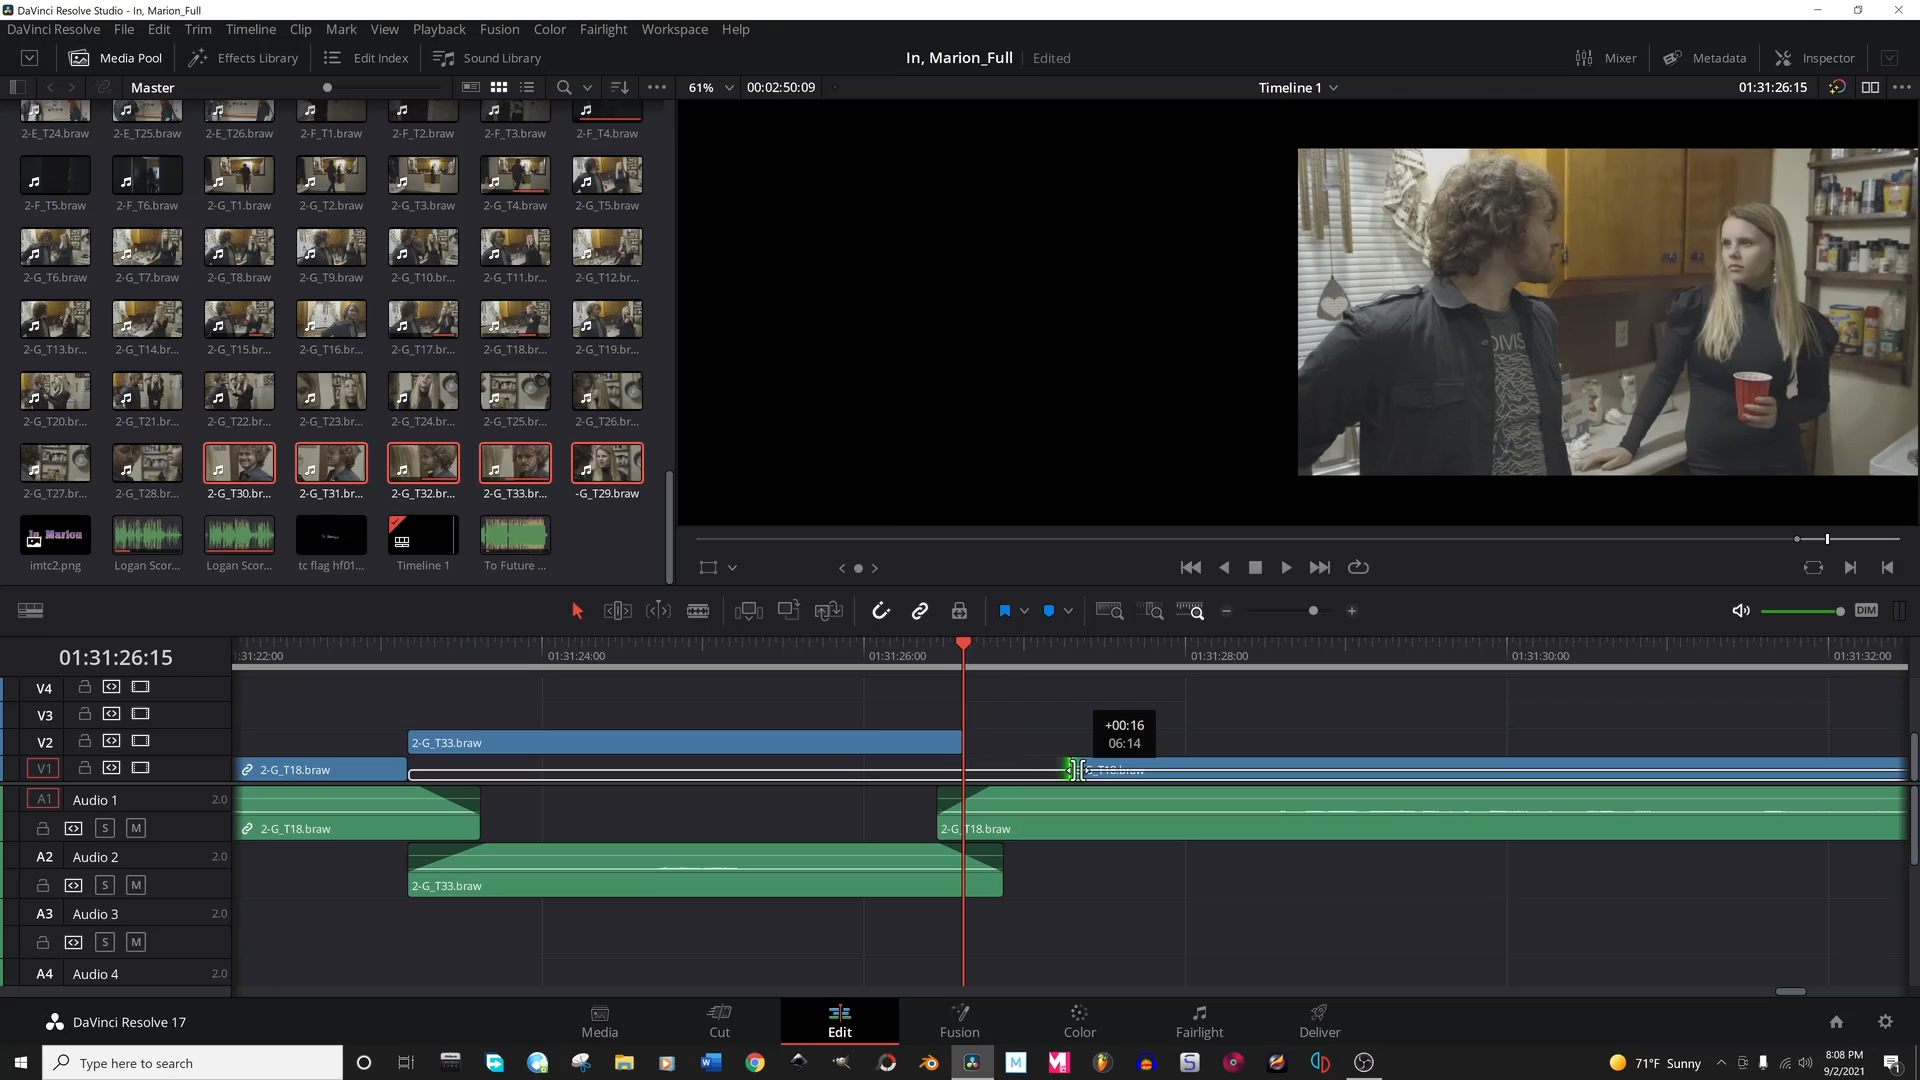 DaVinci Resolve Studio - In, Marion_Full
DaVinci Resolve File Edit Trim Timeline Clip Mark View Playback Fusion Color Fairlight Workspace Help
Media Pool Effects Library Edit Index Sound Library In, Marion_Full Edited Mixer Metadata Inspector
Master 61% 00:02:50:09 Timeline 1 01:31:26:15
2-E_T24.braw 2-E_T25.braw 2-E_T26.braw 2-F_T1.braw 2-F_T2.braw 2-F_T3.braw 2-F_T4.braw
2-F_T5.braw 2-F_T6.braw 2-G_T1.braw 2-G_T2.braw 2-G_T3.braw 2-G_T4.braw 2-G_T5.braw
2-G_T6.braw 2-G_T7.braw 2-G_T8.braw 2-G_T9.braw 2-G_T10.br... 2-G_T11.br... 2-G_T12.br...
2-G_T13.br... 2-G_T14.br... 2-G_T15.br... 2-G_T16.br... 2-G_T17.br... 2-G_T18.br... 2-G_T19.br...
2-G_T20.br... 2-G_T21.br... 2-G_T22.br... 2-G_T23.br... 2-G_T24.br... 2-G_T25.br... 2-G_T26.br...
2-G_T27.br... 2-G_T28.br... 2-G_T30.br... 2-G_T31.br... 2-G_T32.br... 2-G_T33.br... -G_T29.braw
In, Marion
imtc2.png Logan Scor... Logan Scor... tc flag hf01... Timeline 1 To Future ...
DIVIS
DIM
01:31:26:15
:31:22:00 01:31:24:00 01:31:26:00 01:31:28:00 01:31:30:00 01:31:32:00
V4
V3
+00:16
06:14
V2 2-G_T33.braw
V1 2-G_T18.braw _T18.braw
A1 Audio 1 2.0
S M 2-G_T18.braw 2-G_T18.braw
A2 Audio 2 2.0
S M 2-G_T33.braw
A3 Audio 3 2.0
S M
A4 Audio 4 2.0
DaVinci Resolve 17 Media Cut Edit Fusion Color Fairlight Deliver
Type here to search 71°F Sunny 8:08 PM
9/2/2021